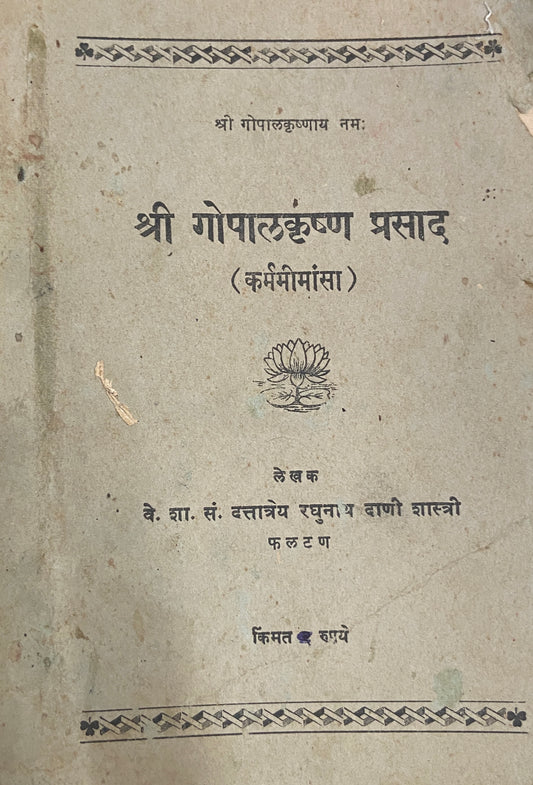 श्री गोपालकृष्णाय नमः
श्री गोपालकृष्ण प्रसाद
(कर्ममीमांसा)
लेखक
वे. शा. सं. दत्तात्रेय रघुनाथ दाणी शास्त्री
फलटण
किंमत रुपये